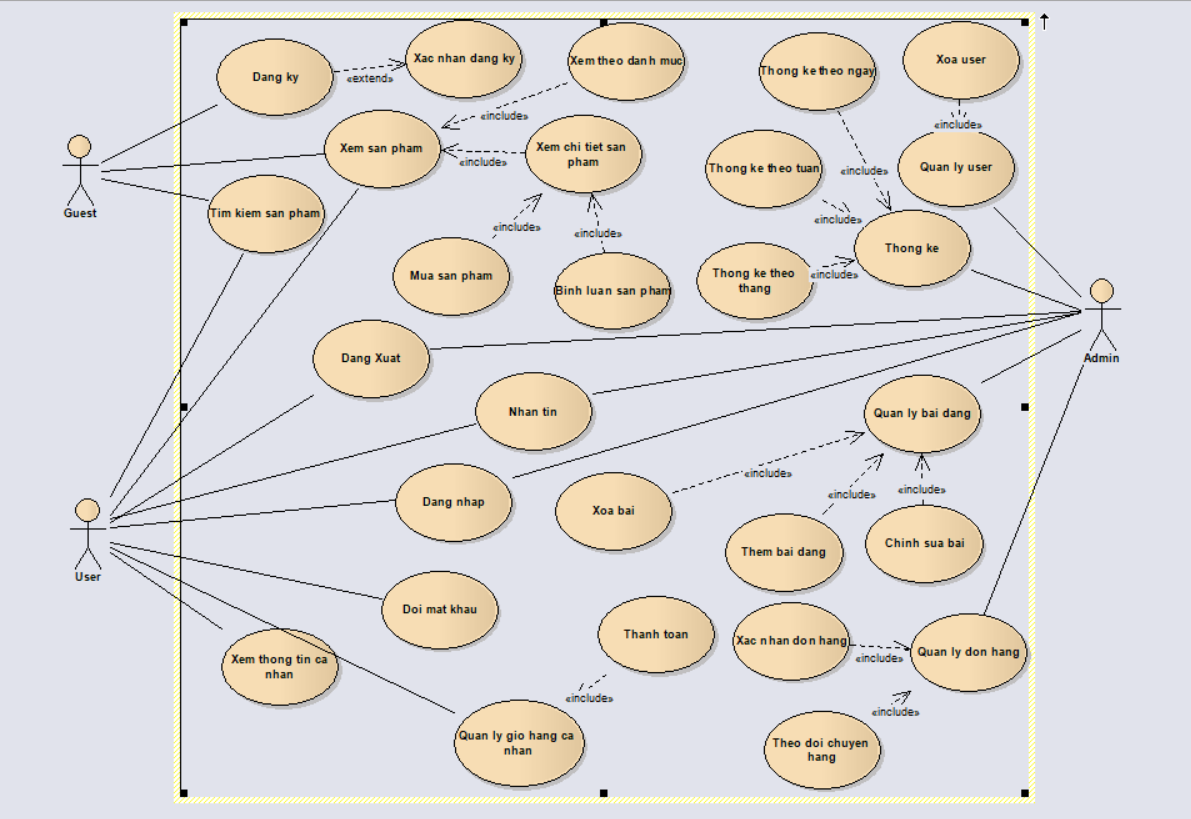 Dang ky
«extend»
Xac nhan dang ky
Xem theo danh muc
Thong ke theo ngay
Xoa user
«include»
«include»
Guest
Xem san pham
«include»
Xem chi tiet san
pham
Thong ke theo tuan
«include»
Quan ly user
Tim kiem san pham
«include»
«include»
«include»
Thong ke
Mua san pham
Binh luan san pham
Thong ke theo
thang
«include»
Dang Xuat
Admin
Nhan tin
Quan ly bai dang
«include»
«include»
«include»
Dang nhap
Xoa bai
Them bai dang
Chinh sua bai
User
Doi mat khau
Thanh toan
Xac nhan don hang
«include»
Quan ly don hang
Xem thong tin ca
nhan
«include»
«include»
Quan ly gio hang ca
nhan
Theo doi chuyen
hang